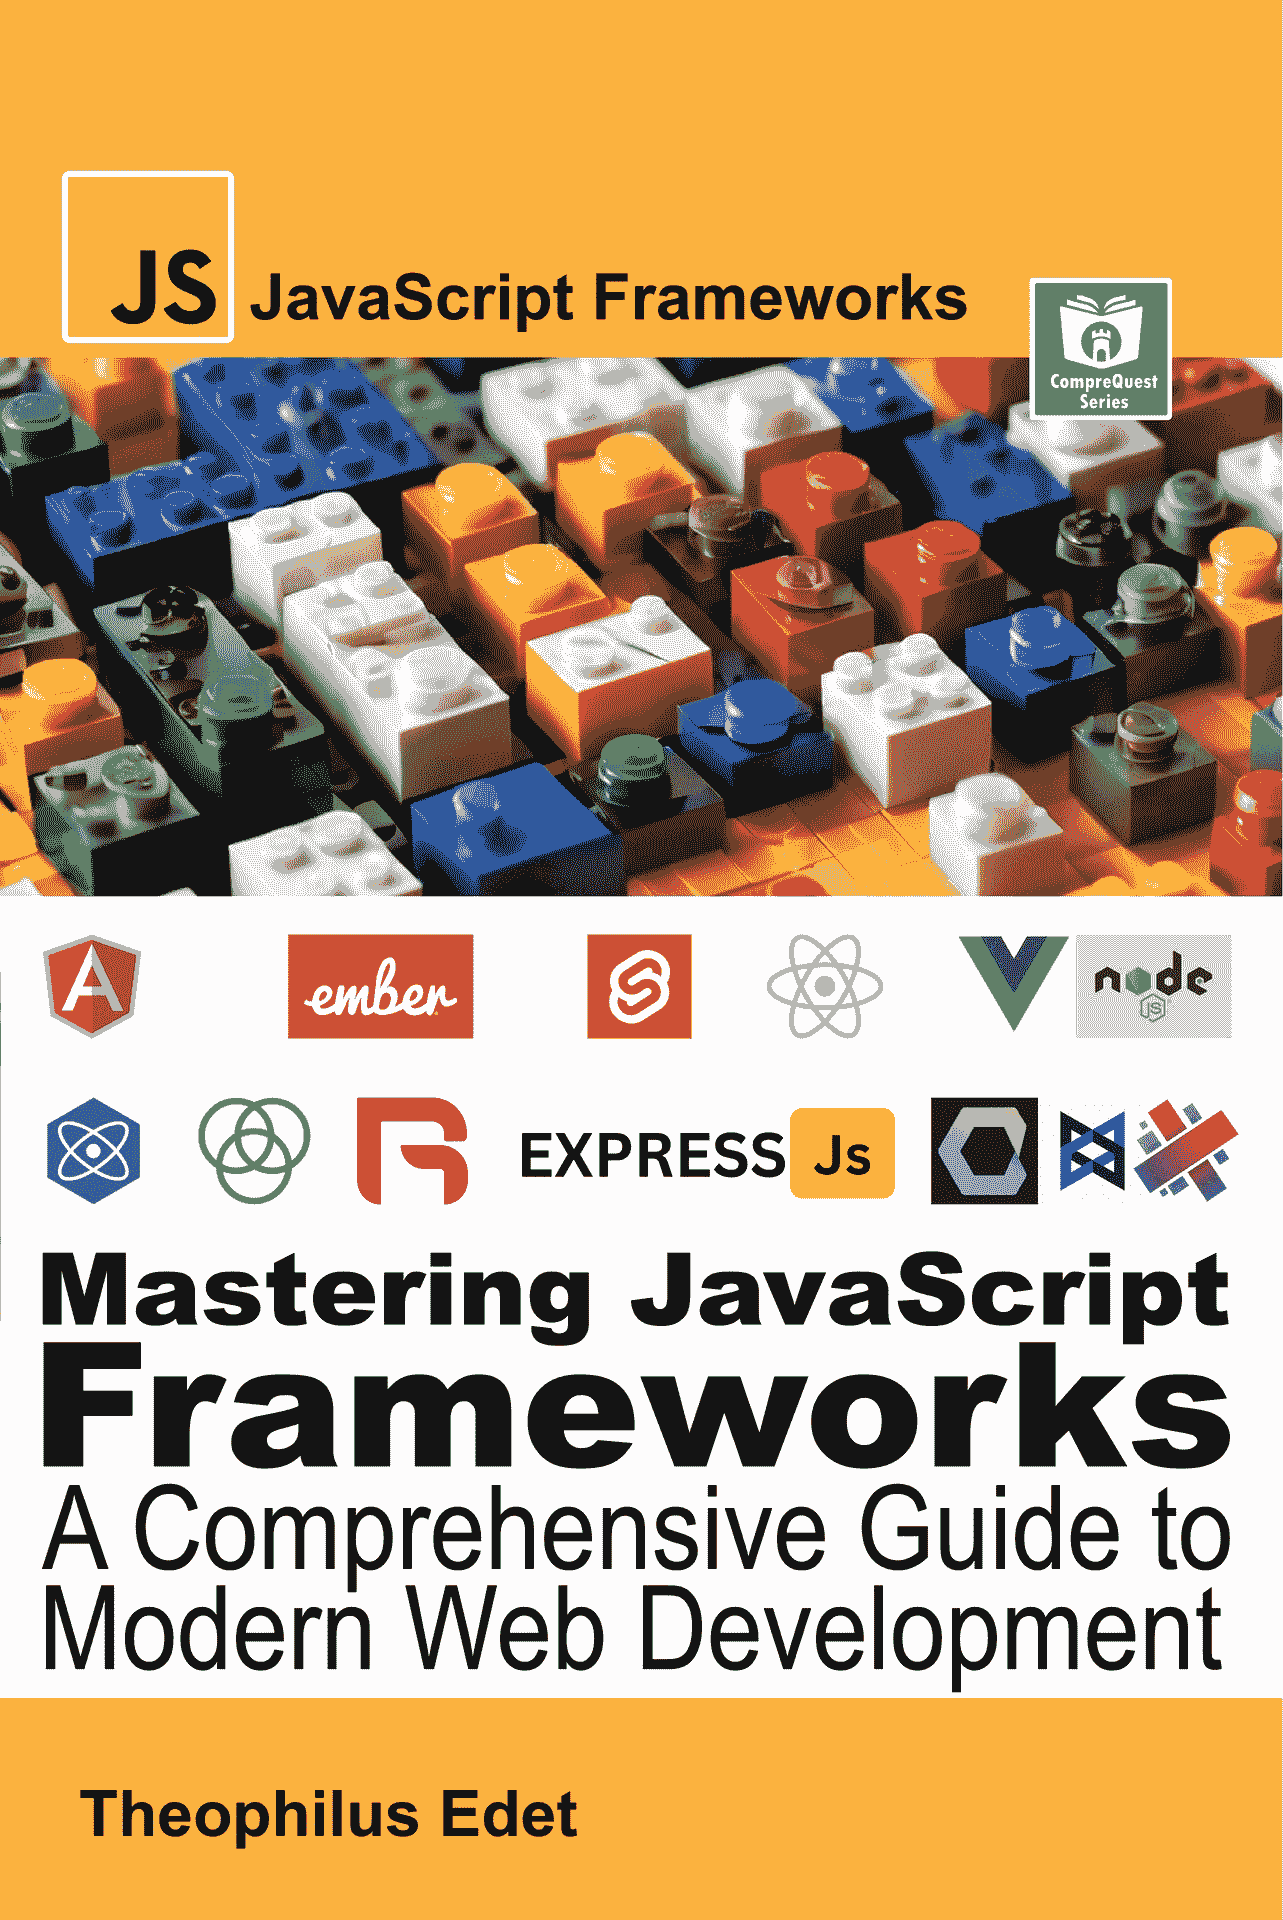 JS
JavaScript Frameworks
CompreQuest
Series
ember
node
JS
EXPRESS Js
Mastering JavaScript
Frameworks
A Comprehensive Guide to
Modern Web Development
Theophilus Edet